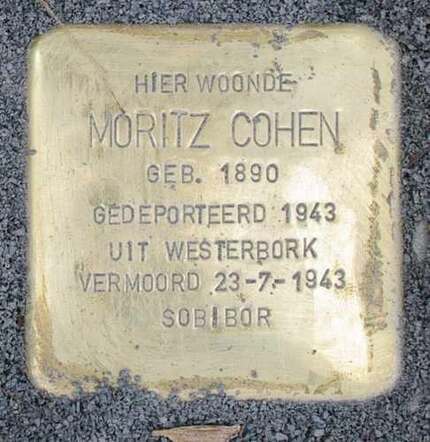 HIER WOONDE
MORITZ COHEN
GEB. 1890
GEDEPORTEERD 1943
UIT WESTERBORK
VERMOORD 23-7-1943
SOBIBOR